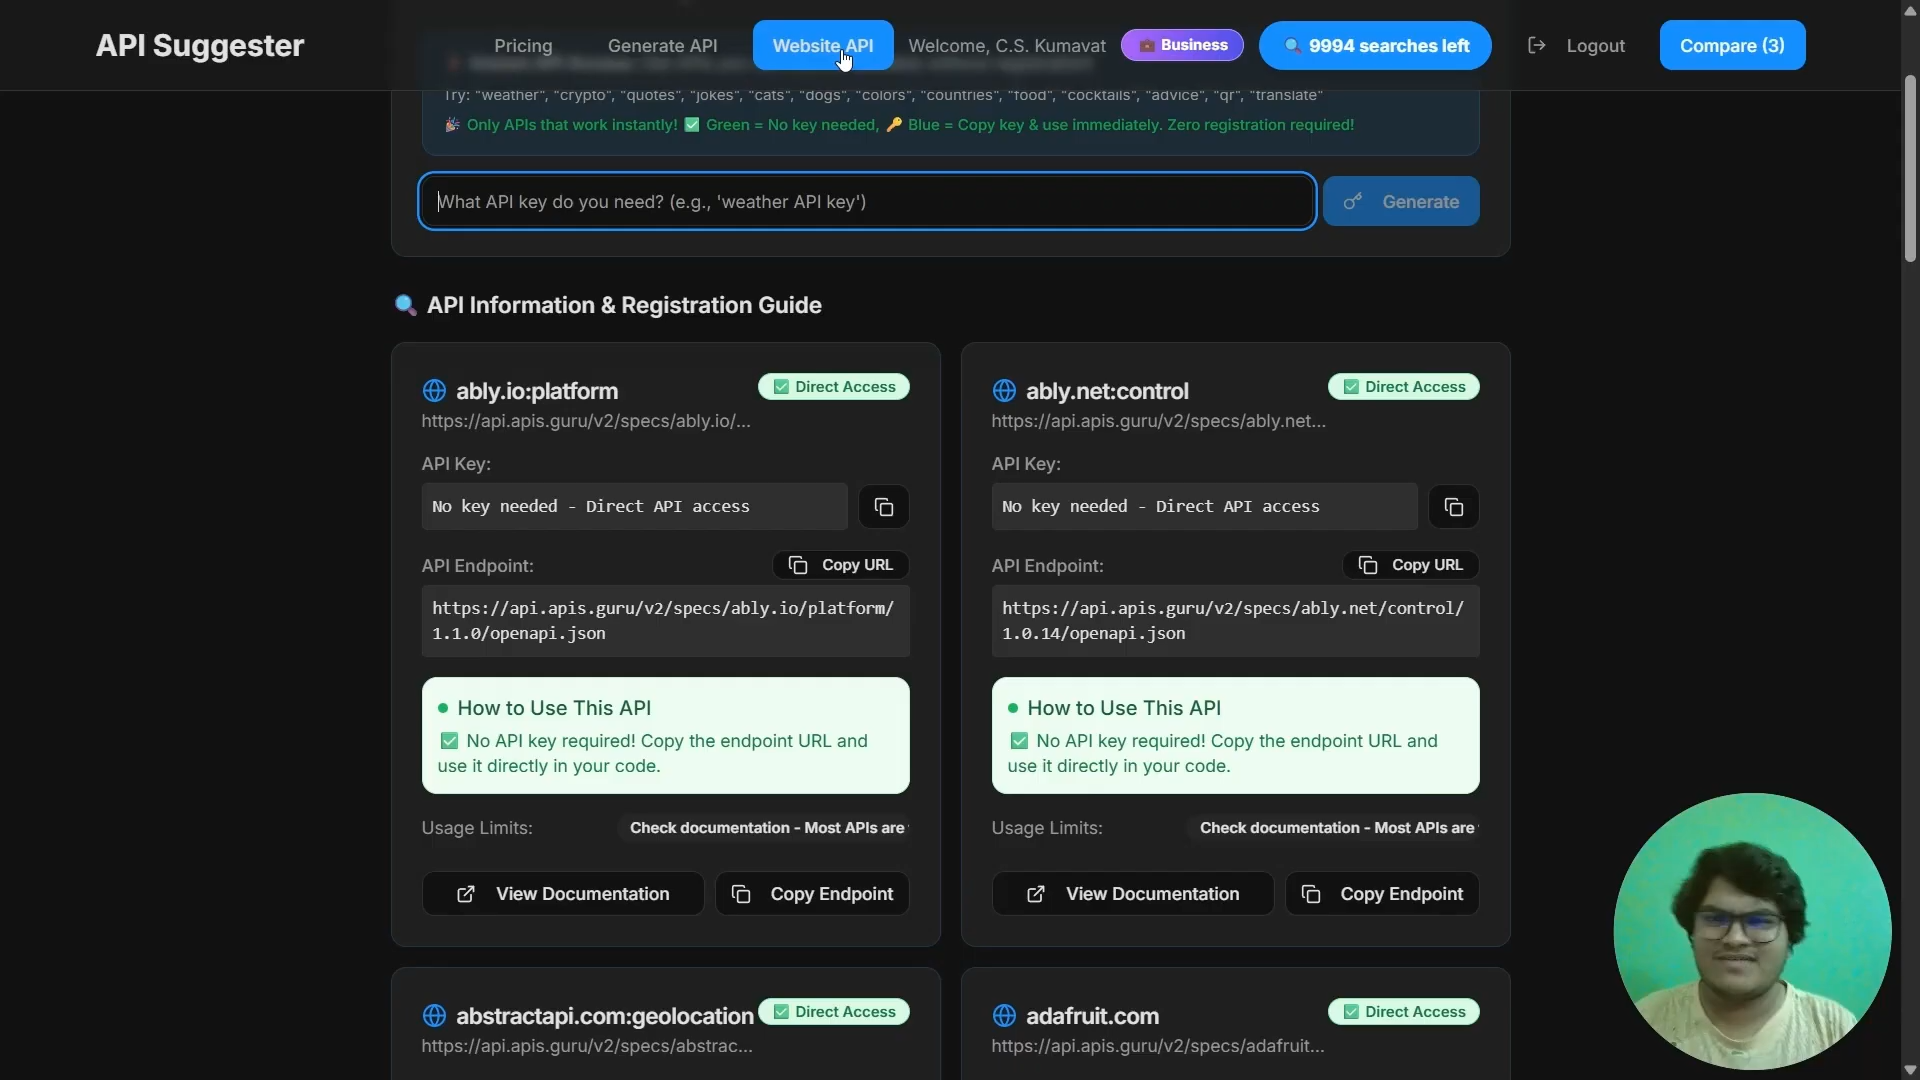 API Suggester
Pricing
Generate API
Website API
Welcome, C.S. Kumavat
Business
9994 searches left
Logout
Compare (3)
Try: "weather", "crypto", "quotes", "jokes", "cats", "dogs", "colors", "countries", "food", "cocktails", "advice", "qr", "translate"
Only APIs that work instantly! ✅ Green = No key needed, 🔑 Blue = Copy key & use immediately. Zero registration required!
What API key do you need? (e.g., 'weather API key')
Generate
API Information & Registration Guide
ably.io:platform
Direct Access
https://api.apis.guru/v2/specs/ably.io/...
API Key:
No key needed - Direct API access
API Endpoint:
Copy URL
https://api.apis.guru/v2/specs/ably.io/platform/
1.1.0/openapi.json
How to Use This API
No API key required! Copy the endpoint URL and
use it directly in your code.
Usage Limits:
Check documentation - Most APIs are
View Documentation
Copy Endpoint
ably.net:control
Direct Access
https://api.apis.guru/v2/specs/ably.net...
API Key:
No key needed - Direct API access
API Endpoint:
Copy URL
https://api.apis.guru/v2/specs/ably.net/control/
1.0.14/openapi.json
How to Use This API
No API key required! Copy the endpoint URL and
use it directly in your code.
Usage Limits:
Check documentation - Most APIs are
View Documentation
Copy Endpoint
abstractapi.com:geolocation
Direct Access
https://api.apis.guru/v2/specs/abstrac...
adafruit.com
Direct Access
https://api.apis.guru/v2/specs/adafruit...